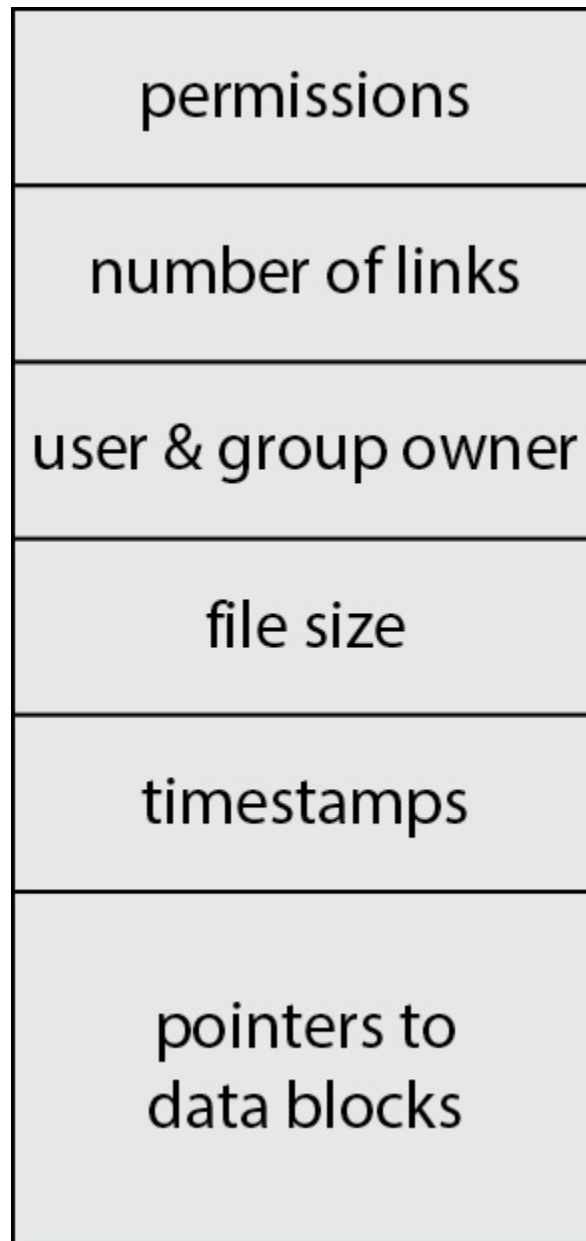 permissions
number of links
user & group owner
file size
timestamps
pointers to
data blocks